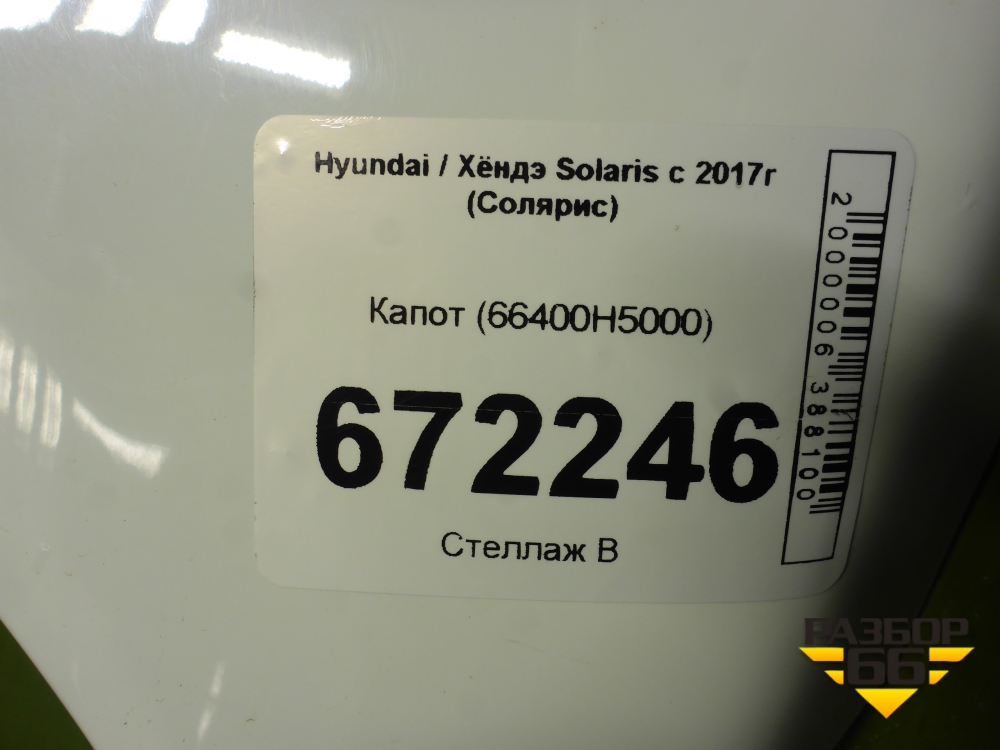 Hyundai / Хёндэ Solaris с 2017г
(Солярис)
Капот (66400H5000)
672246
Стеллаж В
2000006388100
РАЗБОР
66